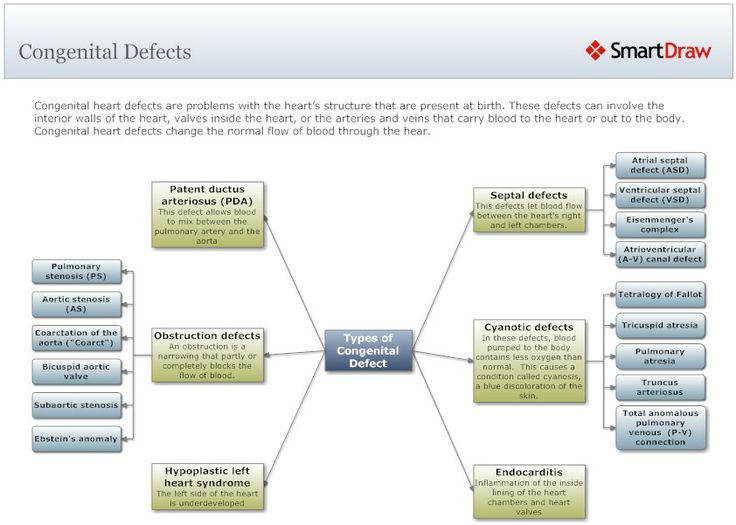 Congenital Defects
SmartDraw
Congenital heart defects are problems with the heart's structure that are present at birth. These defects can involve the
interior walls of the heart, valves inside the heart, or the arteries and veins that carry blood to the heart or out to the body.
Congenital heart defects change the normal flow of blood through the hear.
Patent ductus
arteriosus (PDA)
This defect allows blood
to mix between the
pulmonary artery and the
aorta
Septal defects
This defects let blood flow
between the heart's right
and left chambers.
Atrial septal
defect (ASD)
Ventricular septal
defect (VSD)
Eisenmenger's
complex
Atrioventricular
(A-V) canal defect
Pulmonary
stenosis (PS)
Aortic stenosis
(AS)
Coarctation of the
aorta ("Coarct")
Bicuspid aortic
valve
Subaortic stenosis
Ebstein's anomaly
Obstruction defects
An obstruction is a
narrowing that partly or
completely blocks the
flow of blood.
Types of
Congenital
Defect
Cyanotic defects
In these defects, blood
pumped to the body
contains less oxygen than
normal. This causes a
condition called cyanosis,
a blue discoloration of the
skin.
Tetralogy of Fallot
Tricuspid atresia
Pulmonary
atresia
Truncus
arteriosus
Total anomalous
pulmonary
venous (P-V)
connection
Hypoplastic left
heart syndrome
The left side of the heart
is underdeveloped
Endocarditis
Inflammation of the inside
lining of the heart
chambers and heart
valves